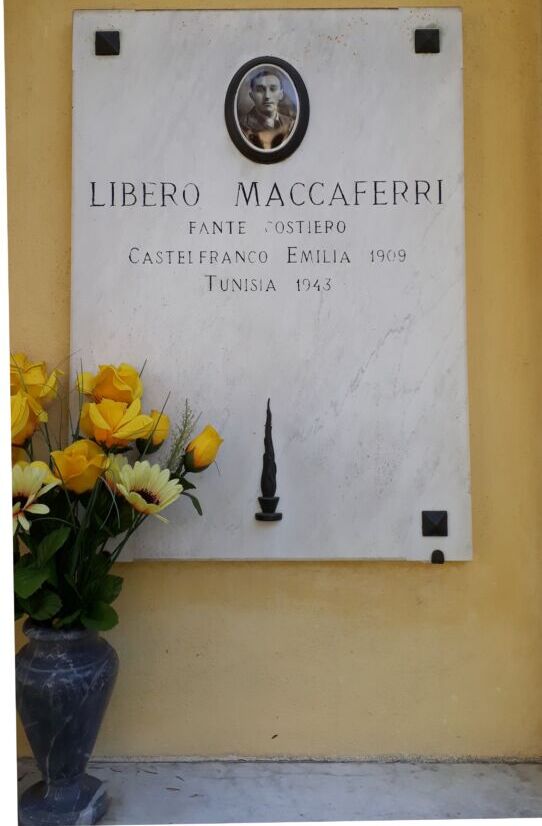 LIBERO MACCAFERRI
FANTE COSTIERO
CASTELFRANCO EMILIA 1909
TUNISIA 1943